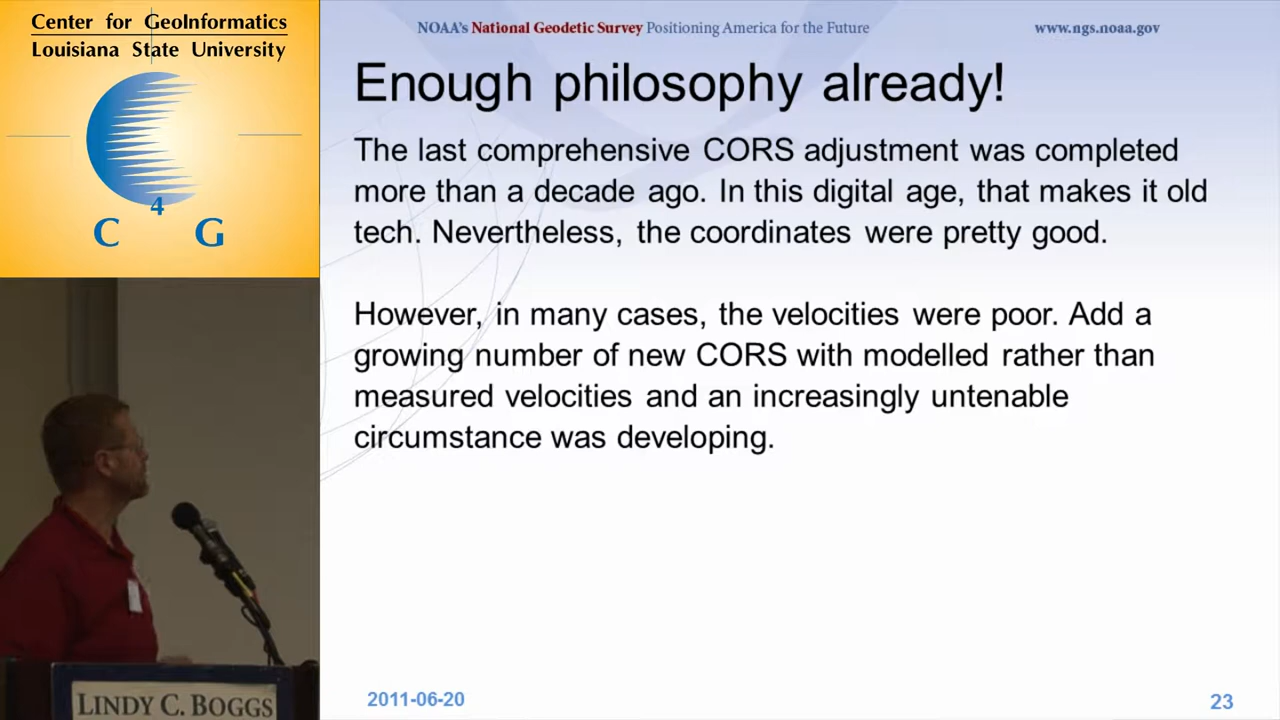 Center for GeoInformatics
Louisiana State University
4
C G
NOAA's National Geodetic Survey Positioning America for the Future
www.ngs.noaa.gov
Enough philosophy already!
The last comprehensive CORS adjustment was completed
more than a decade ago. In this digital age, that makes it old
tech. Nevertheless, the coordinates were pretty good.
However, in many cases, the velocities were poor. Add a
growing number of new CORS with modelled rather than
measured velocities and an increasingly untenable
circumstance was developing.
LINDY C. BOGGS
2011-06-20
23